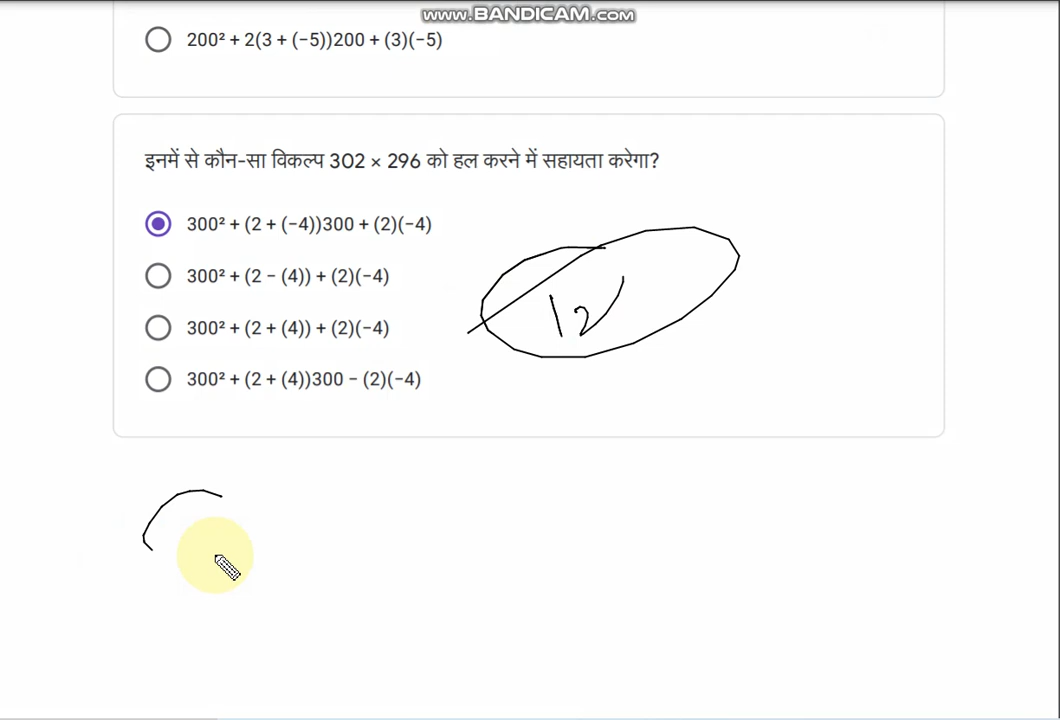 www.BANDICAM.com
200² + 2(3 + (−5))200 + (3)(−5)
इनमें से कौन-सा विकल्प 302 × 296 को हल करने में सहायता करेगा?
300² + (2 + (−4))300 + (2)(−4)
300² + (2 − (4)) + (2)(−4)
300² + (2 + (4)) + (2)(−4)
300² + (2 + (4))300 − (2)(−4)
12